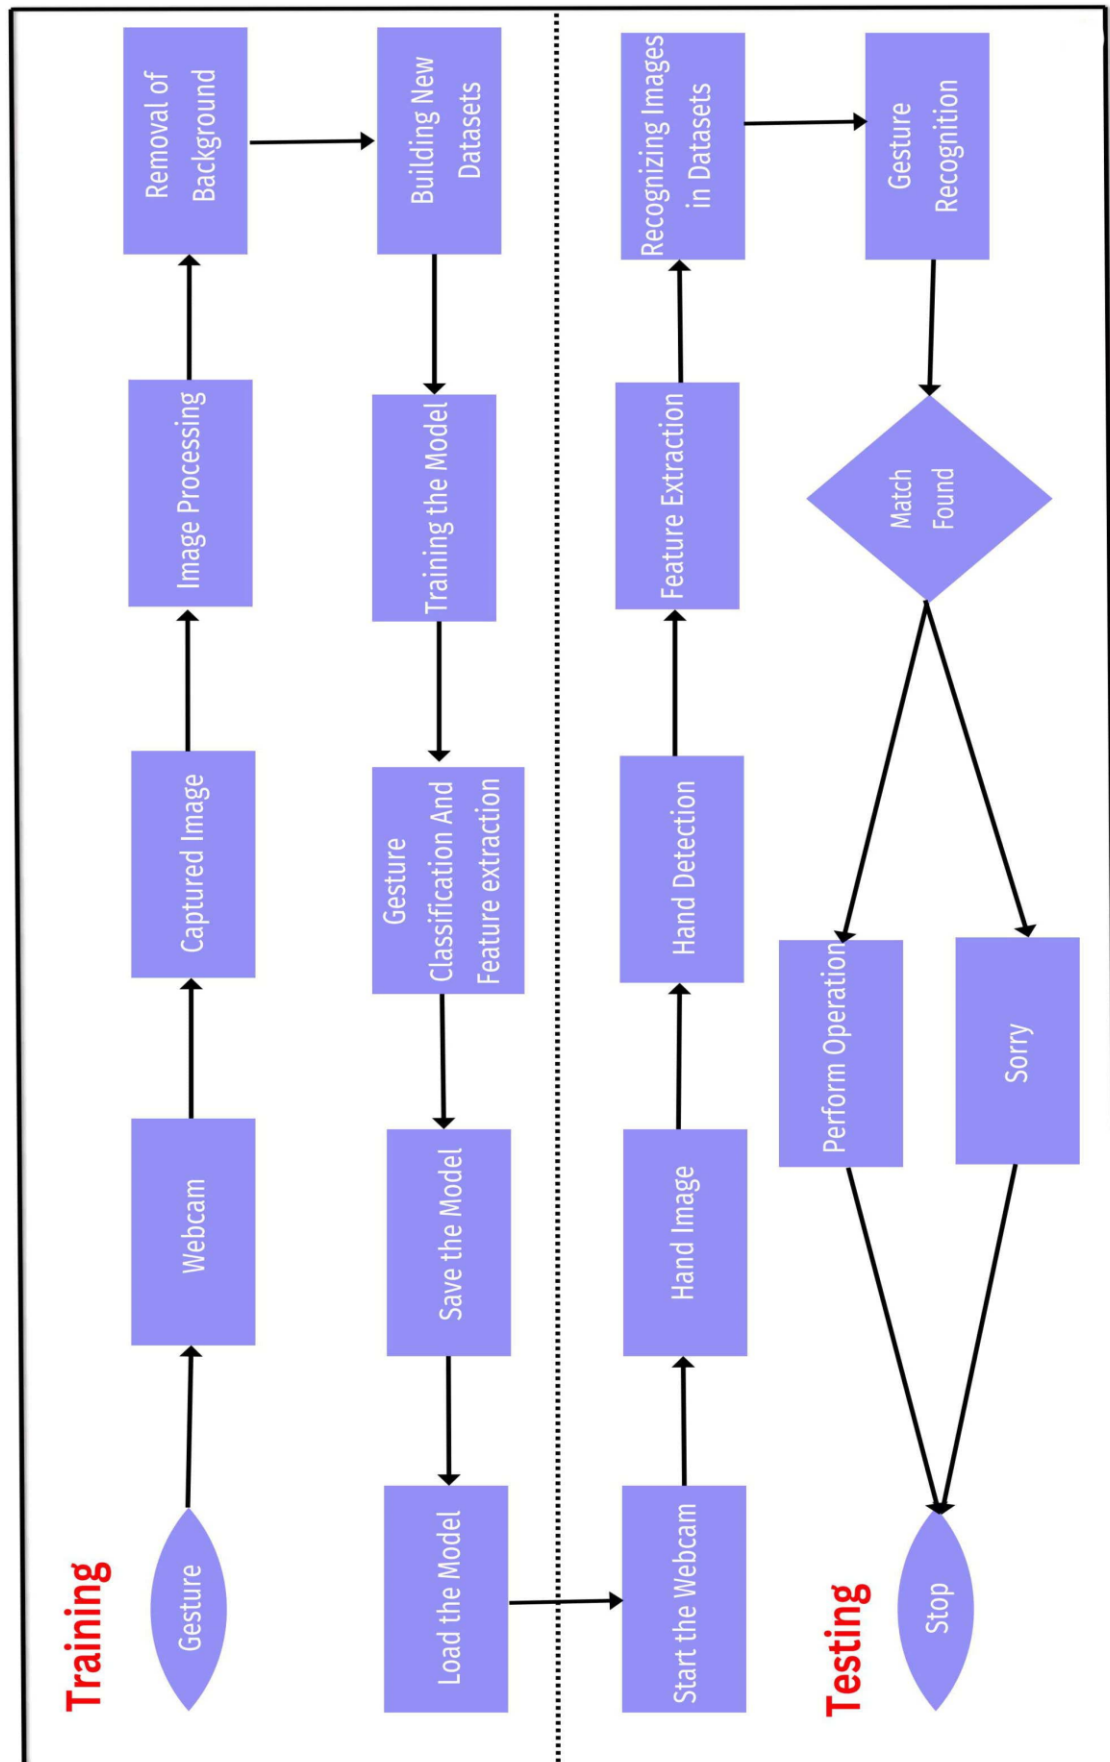 Training
Gesture
Webcam
Captured Image
Image Processing
Removal of
Background
Building New
Datasets
Training the Model
Gesture
Classification And
Feature extraction
Save the Model
Load the Model
Start the Webcam
Hand Image
Hand Detection
Feature Extraction
Recognizing Images
in Datasets
Gesture
Recognition
Match
Found
Perform Operation
Sorry
Stop
Testing